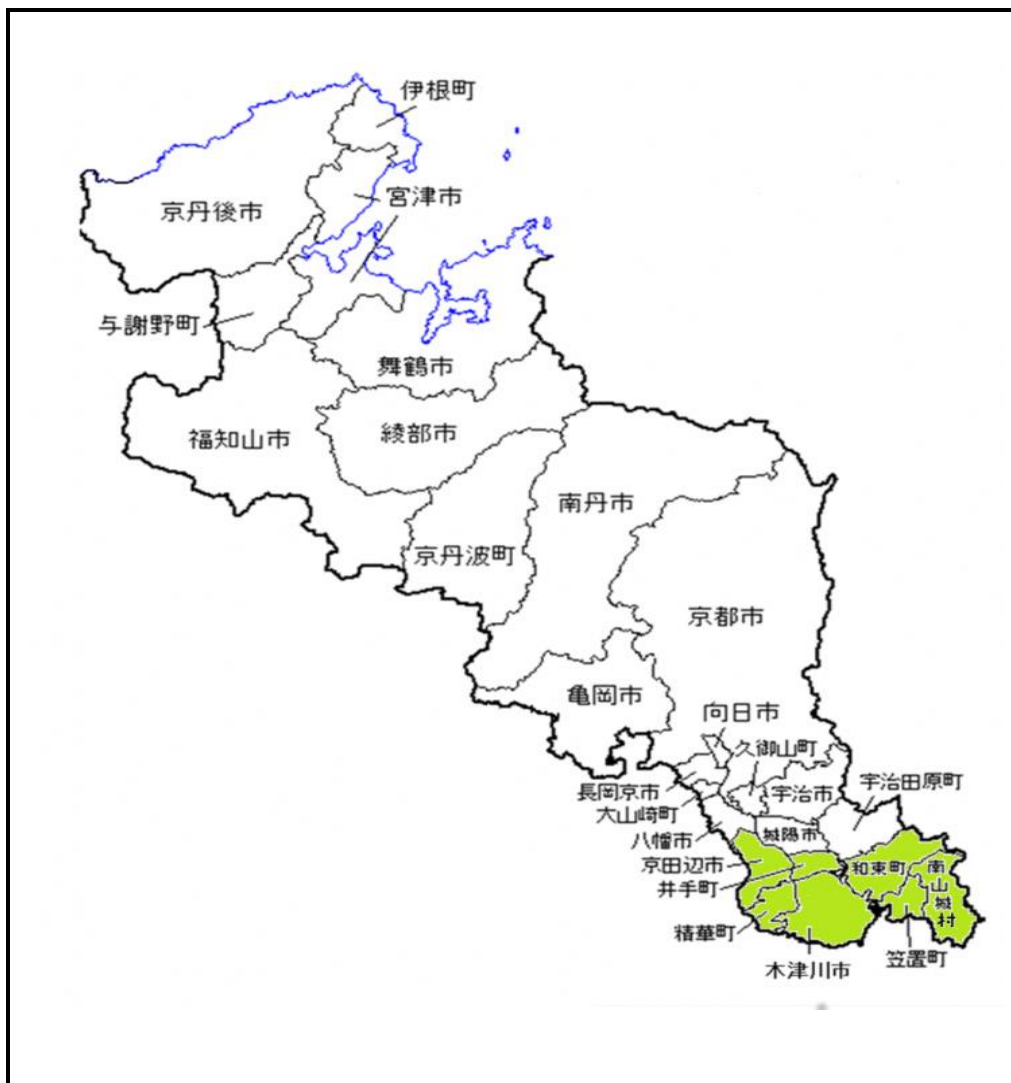 伊根町
宮津市
京丹後市
与謝野町
舞鶴市
福知山市
綾部市
南丹市
京丹波町
京都市
亀岡市
向日市
久御山町
長岡京市
宇治市
宇治田原町
大山崎町
八幡市
城陽市
京田辺市
和束町
南山城村
井手町
精華町
笠置町
木津川市